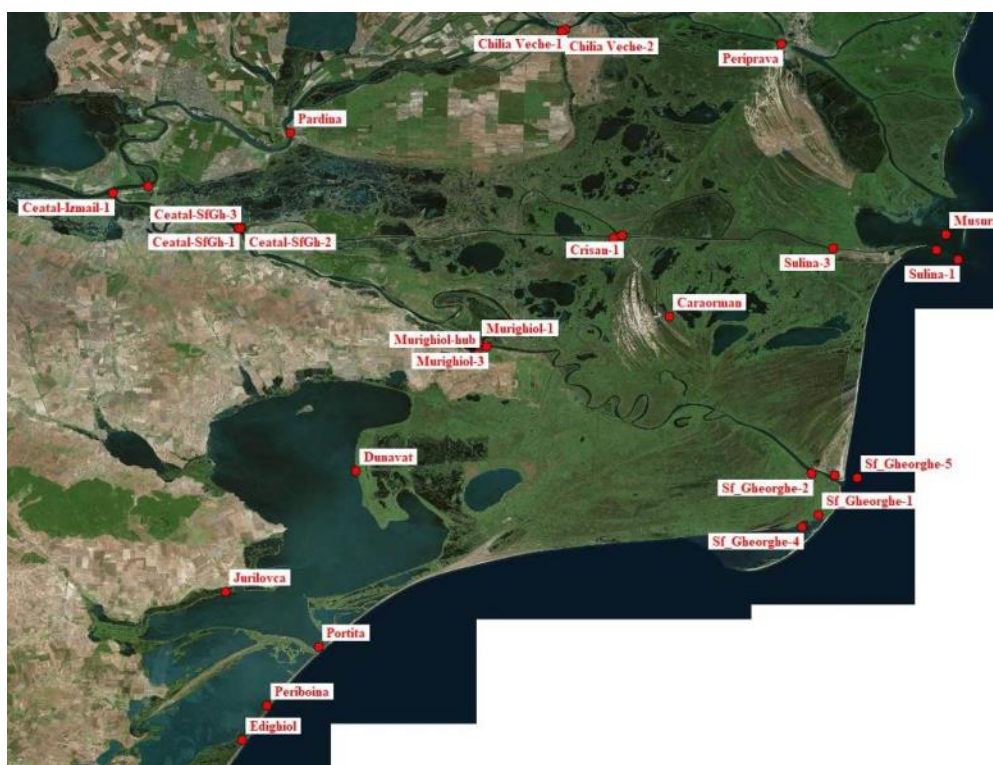 Chilia Veche-1
Chilia Veche-2
Periprava
Pardina
Ceatal-Izmail-1
Ceatal-SfGh-3
Ceatal-SfGh-1
Ceatal-SfGh-2
Musura
Crisan-1
Sulina-3
Sulina-1
Caraorman
Murighiol-1
Murighiol-hub
Murighiol-3
Dunavat
Sf_Gheorghe-5
Sf_Gheorghe-2
Sf_Gheorghe-1
Sf_Gheorghe-4
Jurilovca
Portita
Periboina
Edighiol